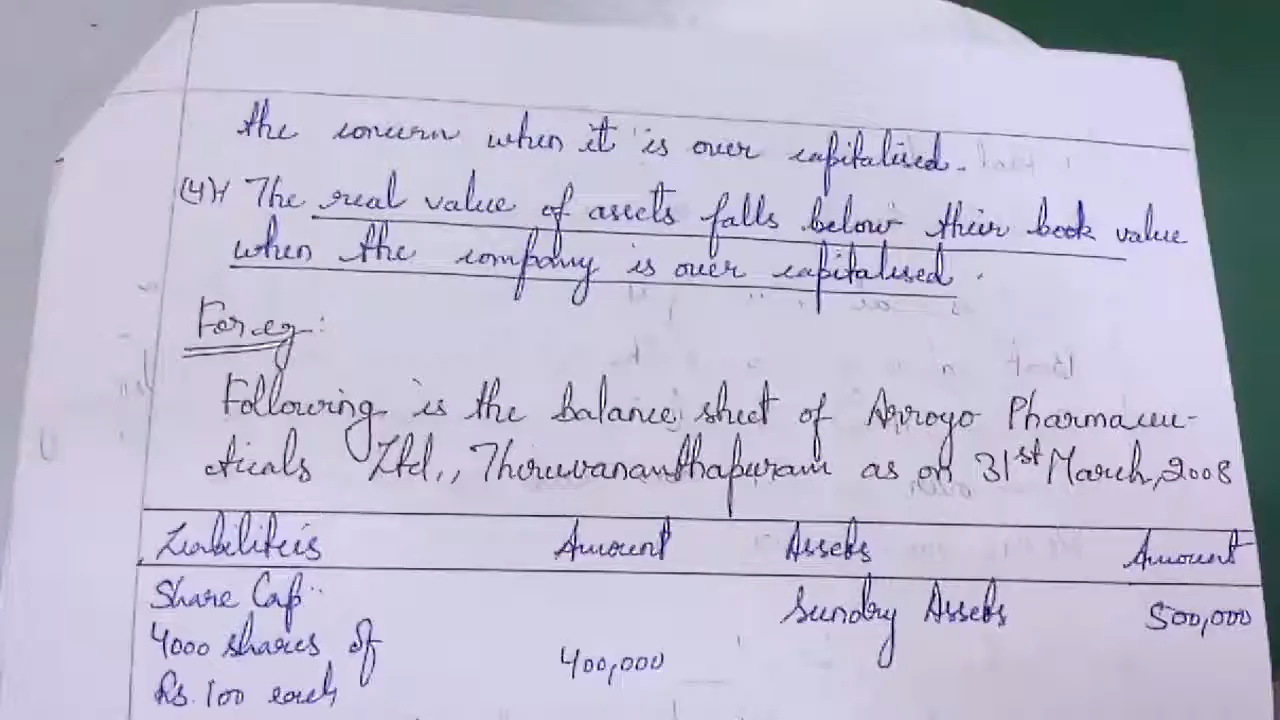 the concern when it is over capitalised.
(4) The real value of assets falls below their book value
when the company is over capitalised.
For eg:
Following is the balance sheet of Arroyo Pharmaceu-
ticals Ltd., Thiruvananthapuram as on 31st March, 2008
Liabilities Amount Assets Amount
Share Cap: Sundry Assets 500,000
4000 shares of 400,000
Rs. 100 each